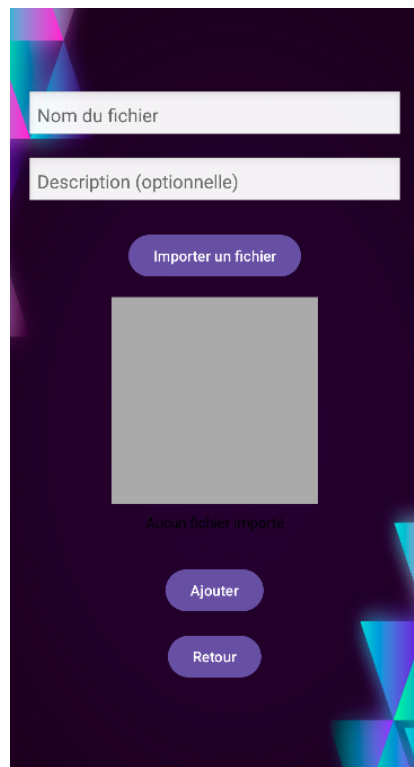 Nom du fichier
Description (optionnelle)
Importer un fichier
Aucun fichier importé
Ajouter
Retour